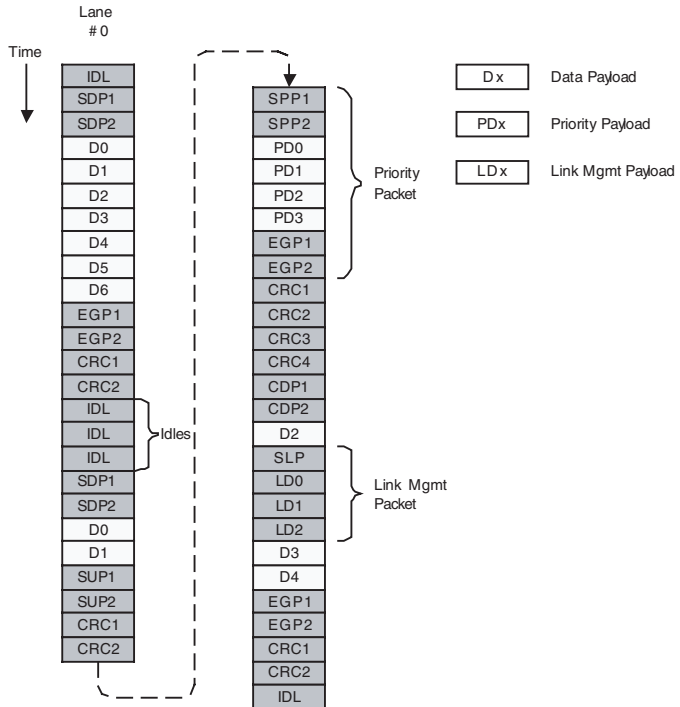 Lane
# 0
Time
IDL
SDP1
SDP2
D0
D1
D2
D3
D4
D5
D6
EGP1
EGP2
CRC1
CRC2
IDL
IDL
IDL
Idles
SDP1
SDP2
D0
D1
SUP1
SUP2
CRC1
CRC2
SPP1
SPP2
PD0
PD1
PD2
PD3
EGP1
EGP2
Priority
Packet
CRC1
CRC2
CRC3
CRC4
CDP1
CDP2
D2
SLP
LD0
LD1
LD2
Link Mgmt
Packet
D3
D4
EGP1
EGP2
CRC1
CRC2
IDL
Dx Data Payload
PDx Priority Payload
LDx Link Mgmt Payload